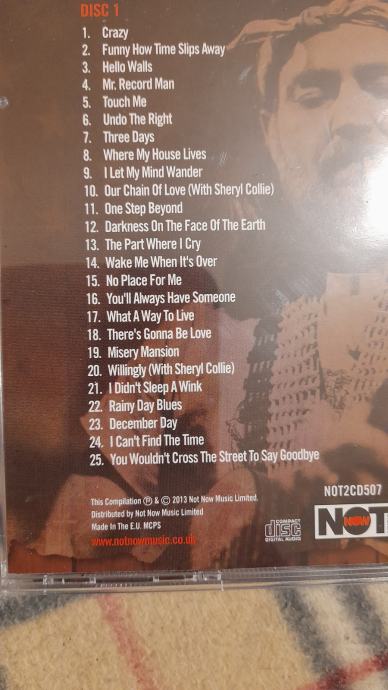 DISC 1
1. Crazy
2. Funny How Time Slips Away
3. Hello Walls
4. Mr. Record Man
5. Touch Me
6. Undo The Right
7. Three Days
8. Where My House Lives
9. I Let My Mind Wander
10. Our Chain Of Love (With Sheryl Collie)
11. One Step Beyond
12. Darkness On The Face Of The Earth
13. The Part Where I Cry
14. Wake Me When It's Over
15. No Place For Me
16. You'll Always Have Someone
17. What A Way To Live
18. There's Gonna Be Love
19. Misery Mansion
20. Willingly (With Sheryl Collie)
21. I Didn't Sleep A Wink
22. Rainy Day Blues
23. December Day
24. I Can't Find The Time
25. You Wouldn't Cross The Street To Say Goodbye
This Compilation ℗ & © 2013 Not Now Music Limited.
Distributed by Not Now Music Limited
Made In The E.U. MCPS
www.notnowmusic.co.uk
COMPACT
disc
DIGITAL AUDIO
NOT2CD507
NOT
NOW